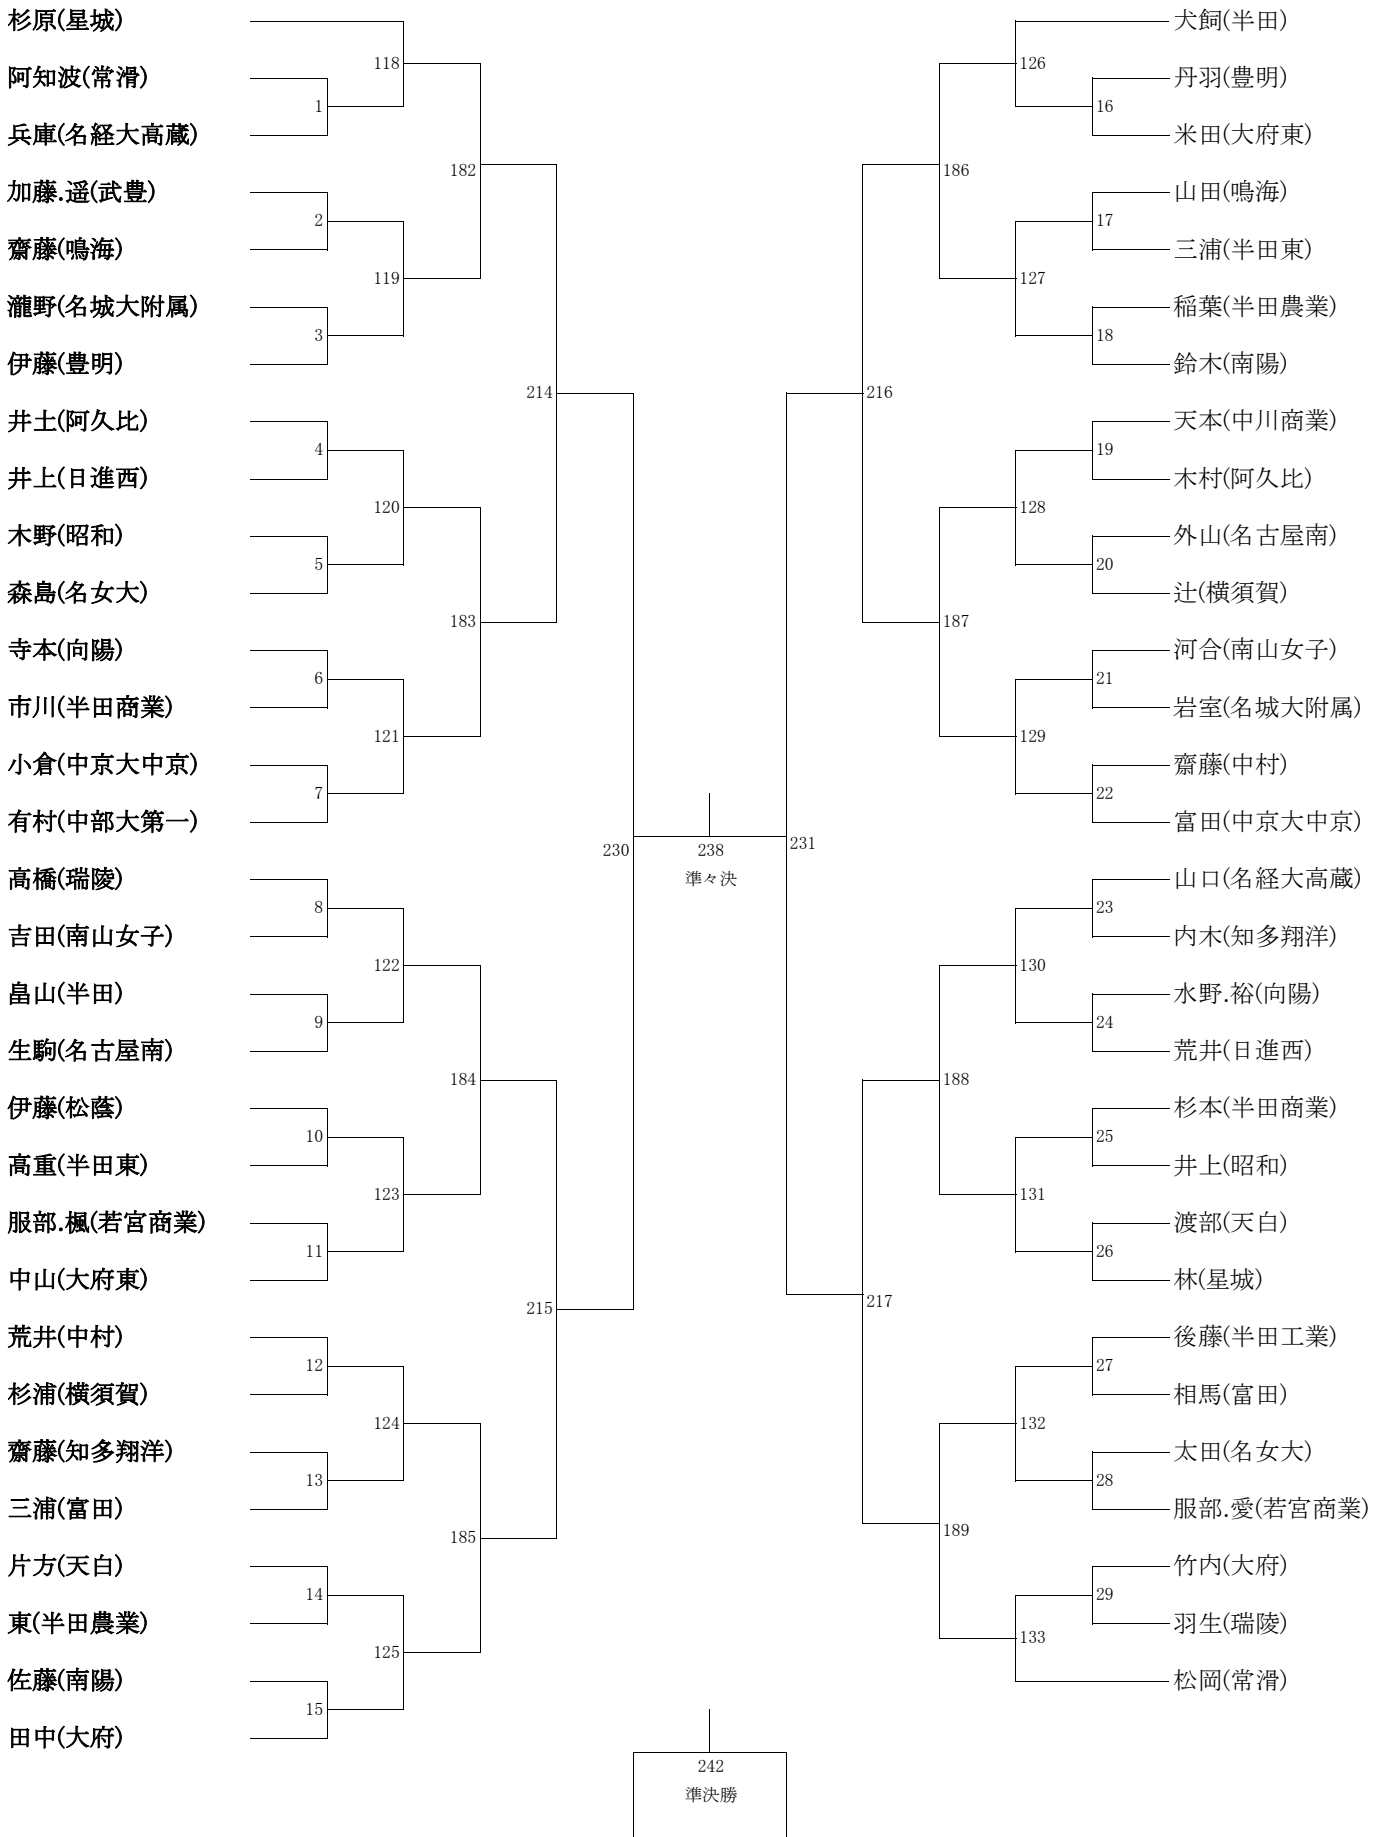 杉原(星城)
阿知波(常滑)
兵庫(名経大高蔵)
加藤.遥(武豊)
齋藤(鳴海)
瀧野(名城大附属)
伊藤(豊明)
井土(阿久比)
井上(日進西)
木野(昭和)
森島(名女大)
寺本(向陽)
市川(半田商業)
小倉(中京大中京)
有村(中部大第一)
高橋(瑞陵)
吉田(南山女子)
畠山(半田)
生駒(名古屋南)
伊藤(松蔭)
高重(半田東)
服部.楓(若宮商業)
中山(大府東)
荒井(中村)
杉浦(横須賀)
齋藤(知多翔洋)
三浦(富田)
片方(天白)
東(半田農業)
佐藤(南陽)
田中(大府)
1
2
3
4
5
6
7
8
9
10
11
12
13
14
15
118
119
120
121
122
123
124
125
182
183
184
185
214
215
230
238
準々決
242
準決勝
231
216
217
186
187
188
189
126
127
128
129
130
131
132
133
16
17
18
19
20
21
22
23
24
25
26
27
28
29
犬飼(半田)
丹羽(豊明)
米田(大府東)
山田(鳴海)
三浦(半田東)
稲葉(半田農業)
鈴木(南陽)
天本(中川商業)
木村(阿久比)
外山(名古屋南)
辻(横須賀)
河合(南山女子)
岩室(名城大附属)
齋藤(中村)
富田(中京大中京)
山口(名経大高蔵)
内木(知多翔洋)
水野.裕(向陽)
荒井(日進西)
杉本(半田商業)
井上(昭和)
渡部(天白)
林(星城)
後藤(半田工業)
相馬(富田)
太田(名女大)
服部.愛(若宮商業)
竹内(大府)
羽生(瑞陵)
松岡(常滑)